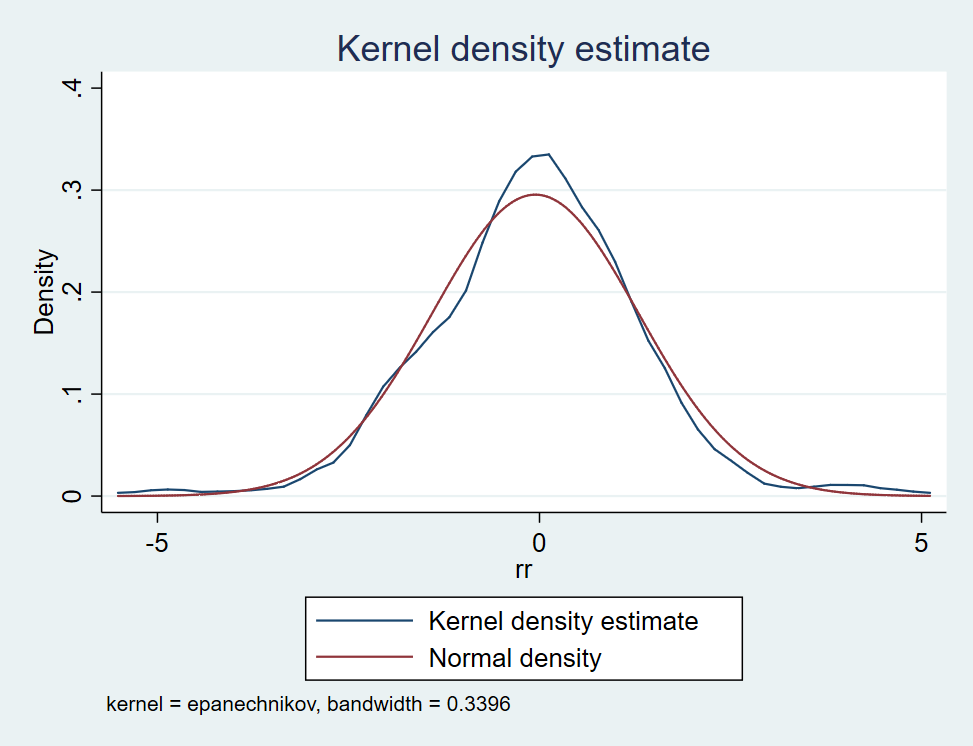 Kernel density estimate
.4
.3
.2
.1
0
Density
-5 0 5
rr
Kernel density estimate
Normal density
kernel = epanechnikov, bandwidth = 0.3396